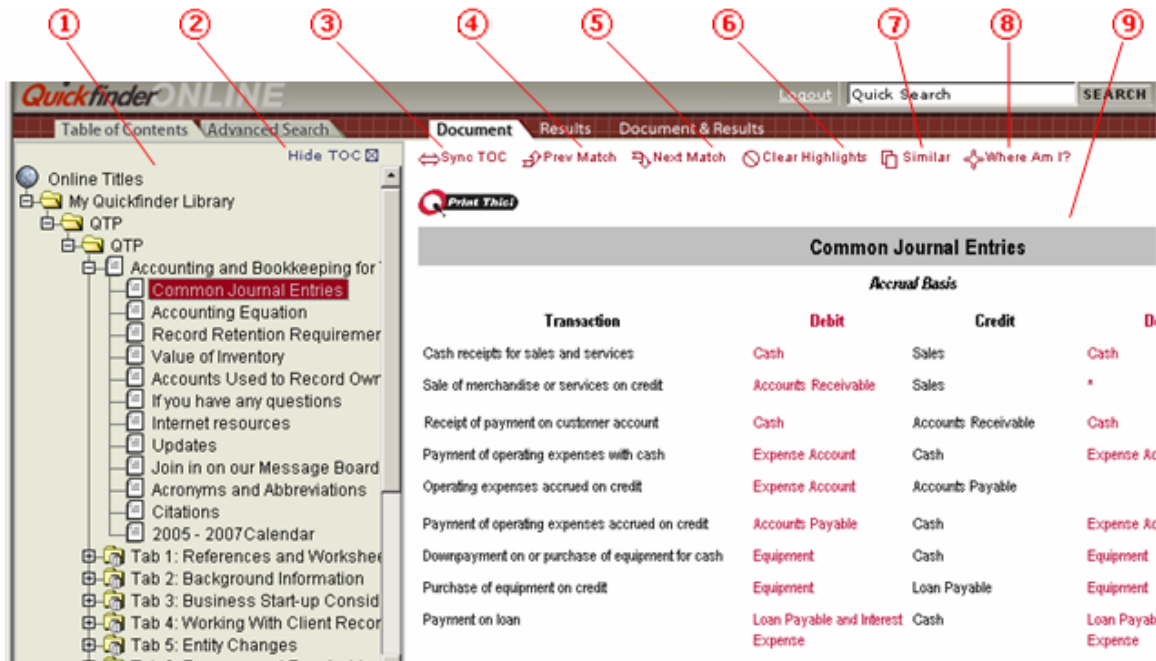 1 2 3 4 5 6 7 8 9
Quickfinder ONLINE Logout Quick Search SEARCH
Table of Contents Advanced Search Document Results Document & Results
Hide TOC Sync TOC Prev Match Next Match Clear Highlights Similar Where Am I?
Online Titles
My Quickfinder Library
QTP
QTP
Accounting and Bookkeeping for
Common Journal Entries
Accounting Equation
Record Retention Requiremer
Value of Inventory
Accounts Used to Record Owr
If you have any questions
Internet resources
Updates
Join in on our Message Board
Acronyms and Abbreviations
Citations
2005 - 2007Calendar
Tab 1: References and Workshee
Tab 2: Background Information
Tab 3: Business Start-up Consid
Tab 4: Working With Client Recor
Tab 5: Entity Changes
Print This!
Common Journal Entries
Accrual Basis
Transaction Debit Credit D
Cash receipts for sales and services Cash Sales Cash
Sale of merchandise or services on credit Accounts Receivable Sales *
Receipt of payment on customer account Cash Accounts Receivable Cash
Payment of operating expenses with cash Expense Account Cash Expense Ac
Operating expenses accrued on credit Expense Account Accounts Payable
Payment of operating expenses accrued on credit Accounts Payable Cash Expense Ac
Downpayment on or purchase of equipment for cash Equipment Cash Equipment
Purchase of equipment on credit Equipment Loan Payable Equipment
Payment on loan Loan Payable and Interest Cash Loan Payab
Expense Expense